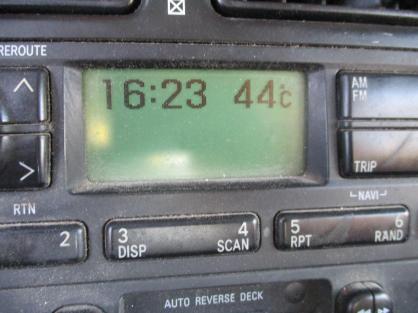 REROUTE
16:23 44°C
AM
FM
TRIP
RTN
NAVI
2
3 4
DISP SCAN
5 6
RPT RAND
AUTO REVERSE DECK